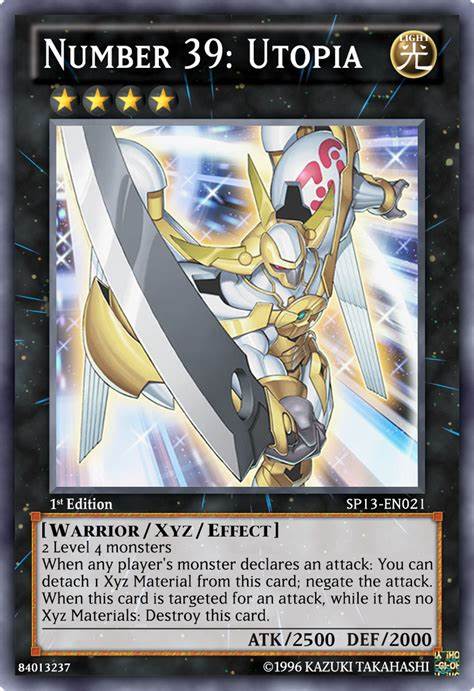 Number 39: Utopia
LIGHT
光
39
1st Edition
SP13-EN021
[Warrior/Xyz/Effect]
2 Level 4 monsters
When any player's monster declares an attack: You can
detach 1 Xyz Material from this card; negate the attack.
When this card is targeted for an attack, while it has no
Xyz Materials: Destroy this card.
ATK/2500 DEF/2000
84013237
©1996 KAZUKI TAKAHASHI